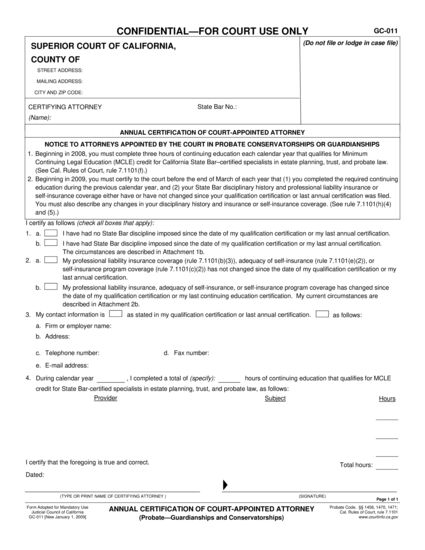 CONFIDENTIAL—FOR COURT USE ONLY GC-011
SUPERIOR COURT OF CALIFORNIA,
(Do not file or lodge in case file)
COUNTY OF
STREET ADDRESS:
MAILING ADDRESS:
CITY AND ZIP CODE:
CERTIFYING ATTORNEY State Bar No.:
(Name):
ANNUAL CERTIFICATION OF COURT-APPOINTED ATTORNEY
NOTICE TO ATTORNEYS APPOINTED BY THE COURT IN PROBATE CONSERVATORSHIPS OR GUARDIANSHIPS
1. Beginning in 2008, you must complete three hours of continuing education each calendar year that qualifies for Minimum
Continuing Legal Education (MCLE) credit for California State Bar–certified specialists in estate planning, trust, and probate law.
(See Cal. Rules of Court, rule 7.1101(f).)
2. Beginning in 2009, you must certify to the court before the end of March of each year that (1) you completed the required continuing
education during the previous calendar year, and (2) your State Bar disciplinary history and professional liability insurance or
self-insurance coverage either have or have not changed since your qualification certification or last annual certification was filed.
You must also describe any changes in your disciplinary history and insurance or self-insurance coverage. (See rule 7.1101(h)(4)
and (5).)
I certify as follows (check all boxes that apply):
1. a. I have had no State Bar discipline imposed since the date of my qualification certification or my last annual certification.
b. I have had State Bar discipline imposed since the date of my qualification certification or my last annual certification.
The circumstances are described in Attachment 1b.
2. a. My professional liability insurance coverage (rule 7.1101(b)(3)), adequacy of self-insurance (rule 7.1101(e)(2)), or
self-insurance program coverage (rule 7.1101(c)(2)) has not changed since the date of my qualification certification or my
last annual certification.
b. My professional liability insurance, adequacy of self-insurance, or self-insurance program coverage has changed since
the date of my qualification certification or my last continuing education certification. My current circumstances are
described in Attachment 2b.
3. My contact information is as stated in my qualification certification or last annual certification. as follows:
a. Firm or employer name:
b. Address:
c. Telephone number: d. Fax number:
e. E-mail address:
4. During calendar year ________ , I completed a total of (specify): ______ hours of continuing education that qualifies for MCLE
credit for State Bar-certified specialists in estate planning, trust, and probate law, as follows:
Provider Subject Hours
I certify that the foregoing is true and correct.
Total hours:
Dated:
(TYPE OR PRINT NAME OF CERTIFYING ATTORNEY ) (SIGNATURE)
Page 1 of 1
Form Adopted for Mandatory Use
Judicial Council of California
GC-011 [New January 1, 2009]
ANNUAL CERTIFICATION OF COURT-APPOINTED ATTORNEY
(Probate—Guardianships and Conservatorships)
Probate Code, §§ 1456, 1470, 1471;
Cal. Rules of Court, rule 7.1101
www.courtinfo.ca.gov